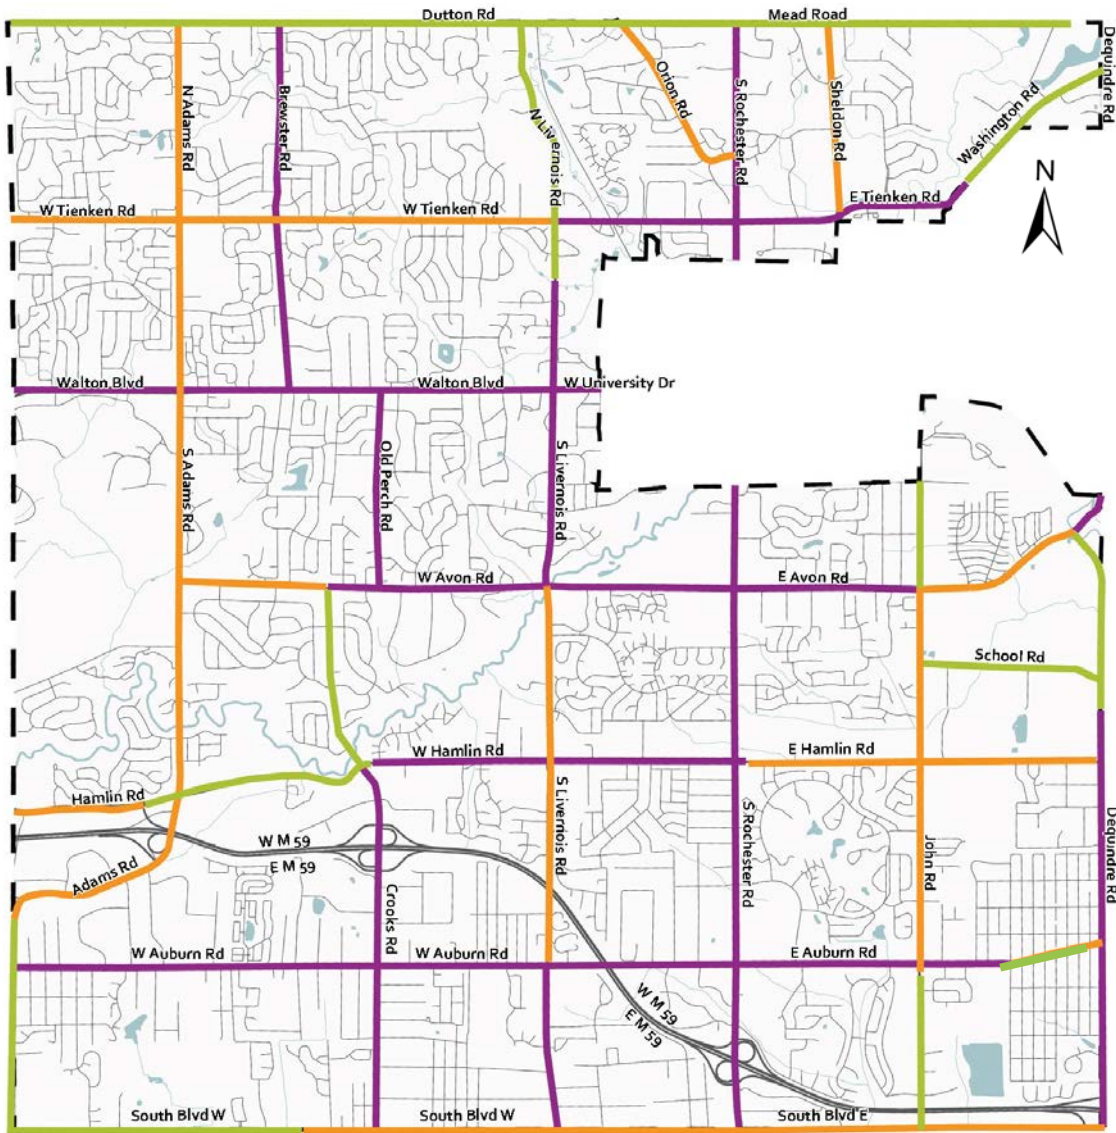 Dutton Rd
Mead Road
Dequindre Rd
N Adams Rd
Brewster Rd
N Livernois Rd
Orion Rd
S Rochester Rd
Sheldon Rd
Washington Rd
N
W Tienken Rd
W Tienken Rd
E Tienken Rd
Walton Blvd
Walton Blvd
W University Dr
S Adams Rd
Old Perch Rd
S Livernois Rd
W Avon Rd
E Avon Rd
School Rd
W Hamlin Rd
E Hamlin Rd
Hamlin Rd
S Livernois Rd
S Rochester Rd
John Rd
Dequindre Rd
W M 59
E M 59
Adams Rd
Crooks Rd
W Auburn Rd
W Auburn Rd
E Auburn Rd
W M 59
E M 59
South Blvd W
South Blvd W
South Blvd E